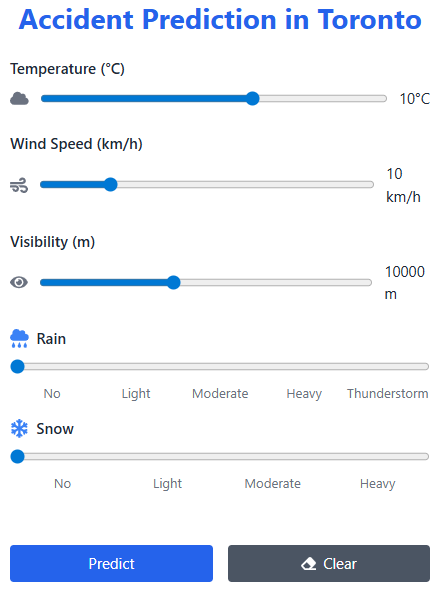 Accident Prediction in Toronto
Temperature (°C)
10°C
Wind Speed (km/h)
10
km/h
Visibility (m)
10000
m
Rain
No Light Moderate Heavy Thunderstorm
Snow
No Light Moderate Heavy
Predict Clear